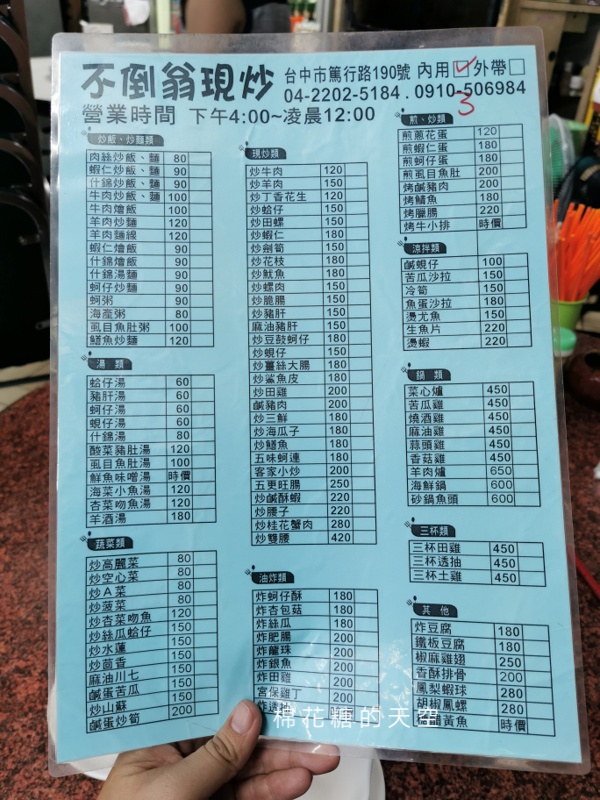 不倒翁現炒
台中市篤行路190號 內用☑外帶□
04-2202-5184．0910-506984
3
營業時間 下午4:00~凌晨12:00
炒飯、炒麵類
肉絲炒飯、麵 80
蝦仁炒飯、麵 90
什錦炒飯、麵 90
牛肉炒飯、麵 100
牛肉燴飯 100
羊肉炒麵 120
羊肉麵線 120
蝦仁燴飯 90
什錦燴飯 90
什錦湯麵 90
蚵仔炒麵 90
蚵粥 90
海產粥 80
虱目魚肚粥 100
鱔魚炒麵 120
湯 類
蛤仔湯 60
豬肝湯 60
蚵仔湯 60
蜆仔湯 60
什錦湯 80
酸菜豬肚湯 120
虱目魚肚湯 100
鮮魚味噌湯 時價
海菜小魚湯 120
杏菜吻魚湯 120
羊酒湯 180
蔬菜類
炒高麗菜 80
炒空心菜 80
炒A菜 80
炒菠菜 80
炒杏菜吻魚 120
炒絲瓜蛤仔 150
炒水蓮 150
炒茴香 150
麻油川七 150
鹹蛋苦瓜 150
炒山蘇 150
鹹蛋炒筍 200
現炒類
炒牛肉 120
炒羊肉 150
炒丁香花生 120
炒蛤仔 150
炒田螺 150
炒蝦仁 180
炒劍筍 150
炒花枝 180
炒魷魚 180
炒螺肉 150
炒脆腸 150
炒豬肝 150
麻油豬肝 180
炒豆鼓蚵仔 180
炒蜆仔 150
炒薑絲大腸 180
炒鯊魚皮 180
炒田雞 200
鹹豬肉 200
炒三鮮 180
炒海瓜子 180
炒鱔魚 180
五味蚵連 180
客家小炒 200
五更旺腸 250
炒鹹酥蝦 220
炒腰子 220
炒桂花蟹肉 280
炒雙腰 420
油炸類
炸蚵仔酥 180
炸杏包菇 180
炸絲瓜 180
炸肥腸 200
炸龍珠 200
炸銀魚 200
炸田雞 200
宮保雞丁 200
炸透
煎、炒類
煎蔥花蛋 120
煎蝦仁蛋 180
煎蚵仔蛋 180
煎虱目魚肚 200
烤鹹豬肉 200
烤鯖魚 180
烤臘腸 220
烤牛小排 時價
涼拌類
鹹蜆仔 100
苦瓜沙拉 150
冷筍 150
魚蛋沙拉 180
燙尤魚 150
生魚片 220
燙蝦 220
鍋 類
菜心爐 450
苦瓜雞 450
燒酒雞 450
麻油雞 450
蒜頭雞 450
香菇雞 450
羊肉爐 650
海鮮鍋 600
砂鍋魚頭 600
三杯類
三杯田雞 450
三杯透抽 450
三杯土雞 450
其 他
炸豆腐 180
鐵板豆腐 180
椒麻雞翅 250
香酥排骨 200
鳳梨蝦球 280
胡椒鳳螺 280
黃魚 時價
棉花糖的天空